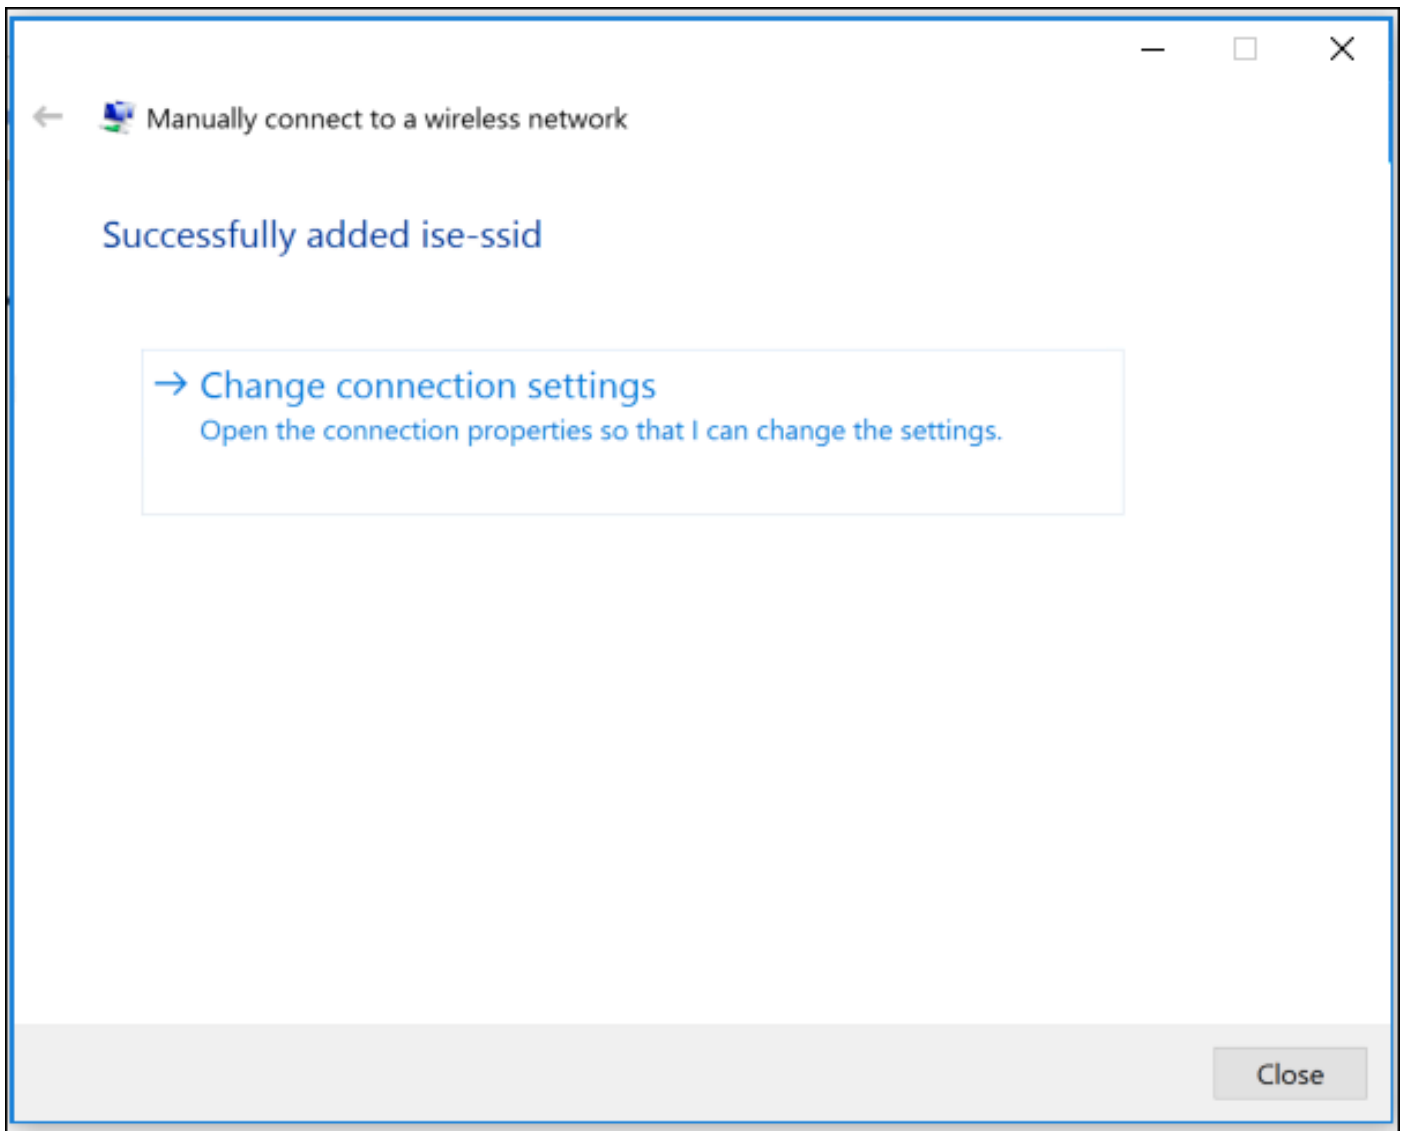 Manually connect to a wireless network
Successfully added ise-ssid
Change connection settings
Open the connection properties so that I can change the settings.
Close